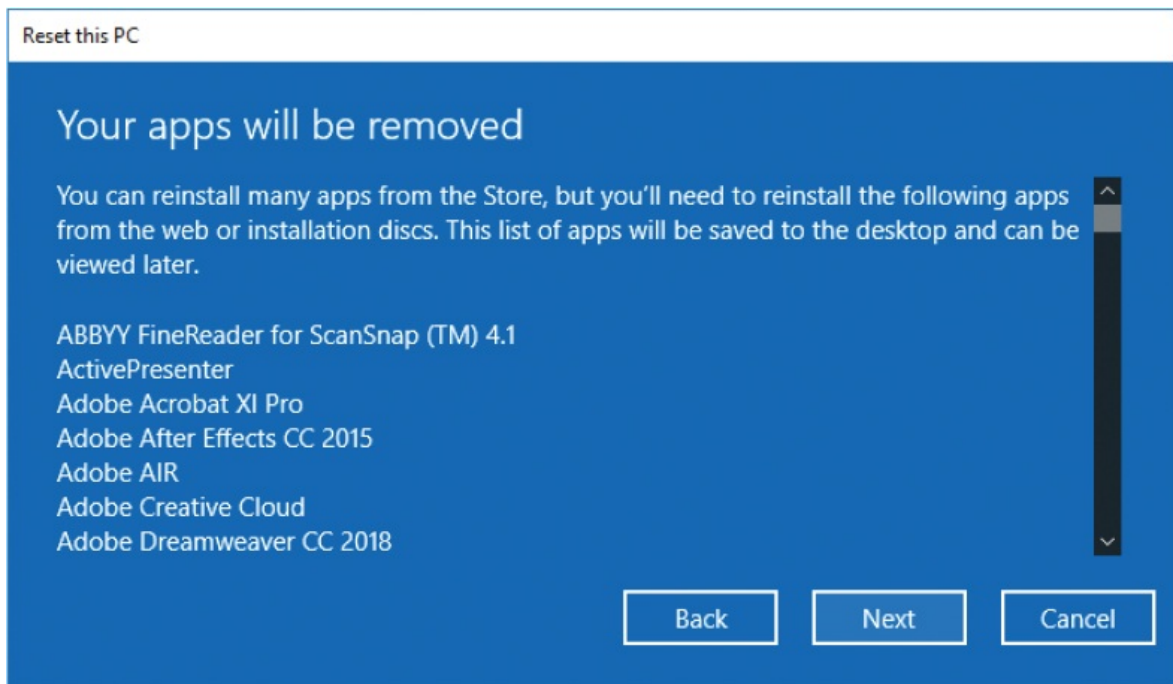 Reset this PC
Your apps will be removed
You can reinstall many apps from the Store, but you’ll need to reinstall the following apps
from the web or installation discs. This list of apps will be saved to the desktop and can be
viewed later.
ABBYY FineReader for ScanSnap (TM) 4.1
ActivePresenter
Adobe Acrobat XI Pro
Adobe After Effects CC 2015
Adobe AIR
Adobe Creative Cloud
Adobe Dreamweaver CC 2018
Back Next Cancel